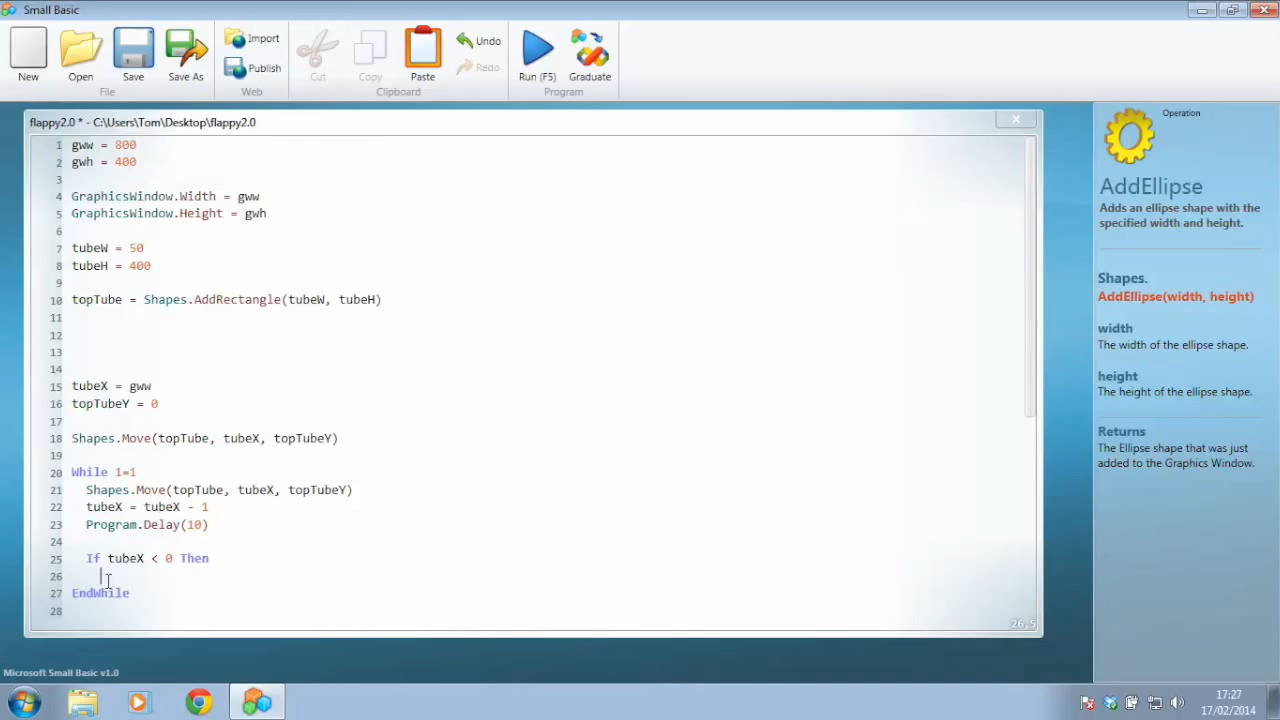 Small Basic
New
Open
Save
Save As
File
Import
Publish
Web
Cut
Copy
Paste
Clipboard
Undo
Redo
Run (F5)
Graduate
Program
flappy2.0 * - C:\Users\Tom\Desktop\flappy2.0
1 gww = 800
2 gwh = 400
3
4 GraphicsWindow.Width = gww
5 GraphicsWindow.Height = gwh
6
7 tubeW = 50
8 tubeH = 400
9
10 topTube = Shapes.AddRectangle(tubeW, tubeH)
11
12
13
14
15 tubeX = gww
16 topTubeY = 0
17
18 Shapes.Move(topTube, tubeX, topTubeY)
19
20 While 1=1
21 Shapes.Move(topTube, tubeX, topTubeY)
22 tubeX = tubeX - 1
23 Program.Delay(10)
24
25 If tubeX < 0 Then
26
27 EndWhile
28
26,5
Operation
AddEllipse
Adds an ellipse shape with the
specified width and height.
Shapes.
AddEllipse(width, height)
width
The width of the ellipse shape.
height
The height of the ellipse shape.
Returns
The Ellipse shape that was just
added to the Graphics Window.
Microsoft Small Basic v1.0
17:27
17/02/2014